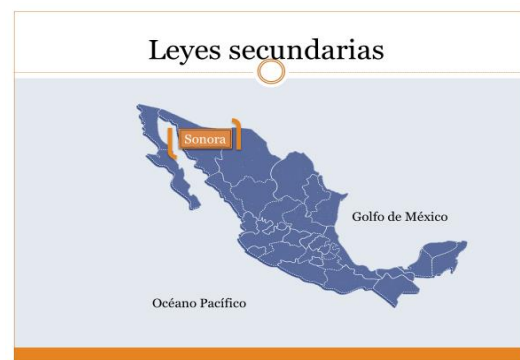 Leyes secundarias
Sonora
Golfo de México
Océano Pacífico